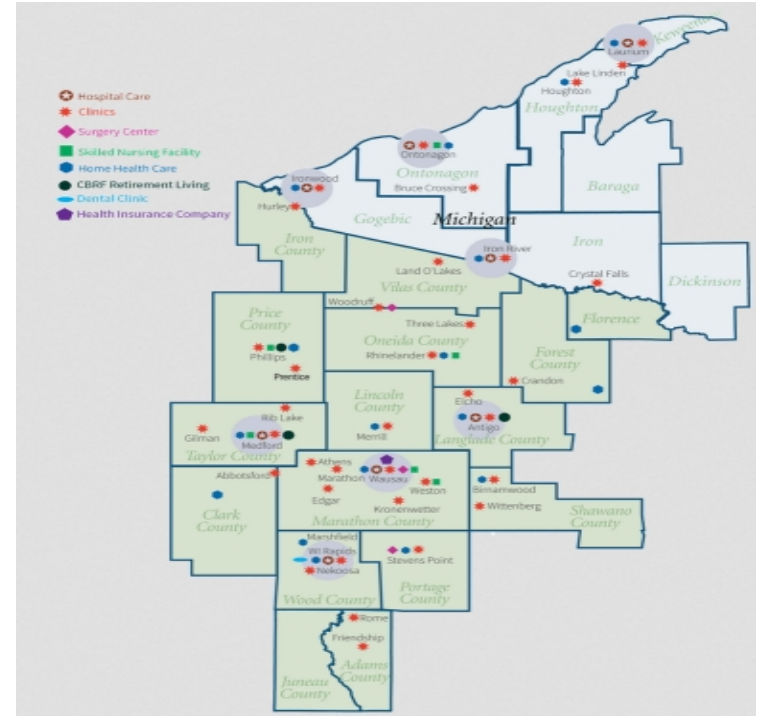 Hospital Care
Clinics
Surgery Center
Skilled Nursing Facility
Home Health Care
CBRF Retirement Living
Dental Clinic
Health Insurance Company
Keweenaw
Laurium
Lake Linden
Houghton
Houghton
Ontonagon
Ontonagon
Bruce Crossing
Baraga
Ironwood
Hurley
Gogebic
Michigan
Iron
County
Iron River
Iron
Land O'Lakes
Vilas County
Crystal Falls
Dickinson
Woodruff
Price
County
Three Lakes
Oneida County
Florence
Phillips
Rhinelander
Forest
County
Prentice
Crandon
Lincoln
County
Elcho
Rib Lake
Gilman
Medford
Merrill
Antigo
Langlade County
Taylor County
Abbotsford
Athens
Marathon
Wausau
Weston
Edgar
Kronenwetter
Marathon County
Birnamwood
Wittenberg
Shawano
County
Clark
County
Marshfield
WI Rapids
Nekoosa
Stevens Point
Wood County
Portage
County
Rome
Friendship
Adams
County
Juneau
County